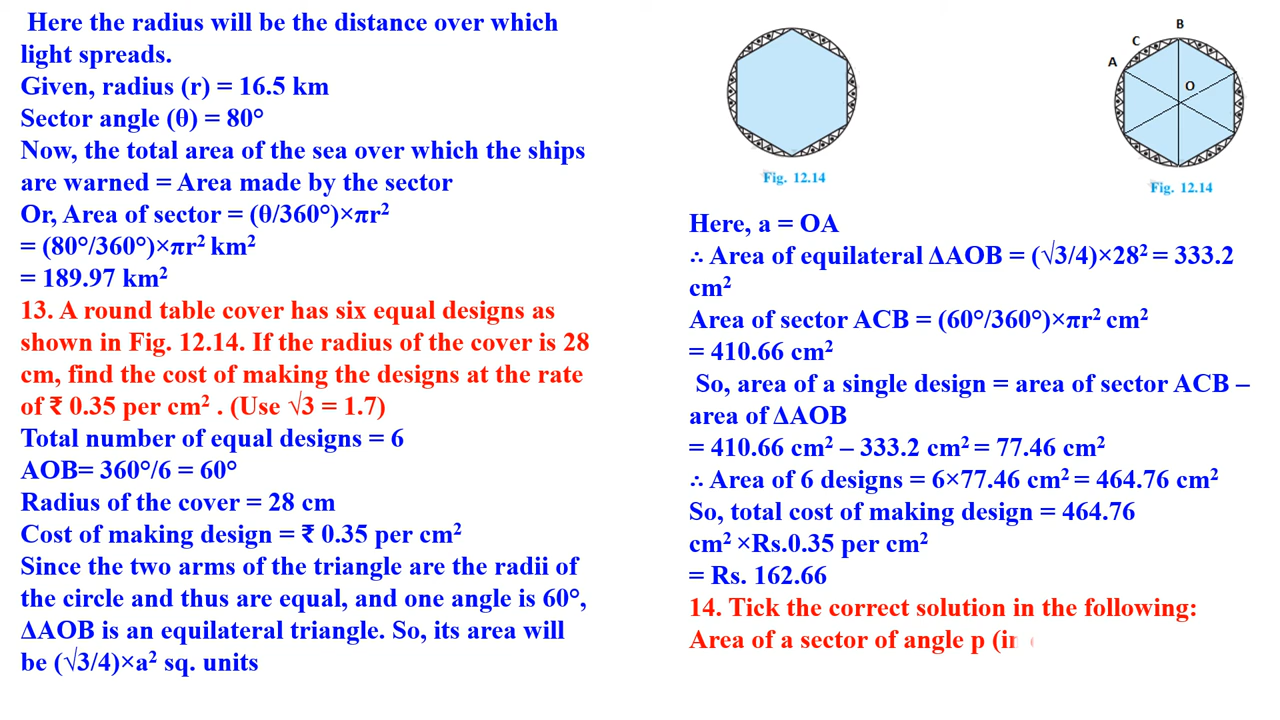 Here the radius will be the distance over which
light spreads.
Given, radius (r) = 16.5 km
Sector angle (θ) = 80°
Now, the total area of the sea over which the ships
are warned = Area made by the sector
Or, Area of sector = (θ/360°)×πr²
= (80°/360°)×πr² km²
= 189.97 km²
13. A round table cover has six equal designs as
shown in Fig. 12.14. If the radius of the cover is 28
cm, find the cost of making the designs at the rate
of ₹ 0.35 per cm² . (Use √3 = 1.7)
Total number of equal designs = 6
AOB= 360°/6 = 60°
Radius of the cover = 28 cm
Cost of making design = ₹ 0.35 per cm²
Since the two arms of the triangle are the radii of
the circle and thus are equal, and one angle is 60°,
ΔAOB is an equilateral triangle. So, its area will
be (√3/4)×a² sq. units
Fig. 12.14
B
C
A
O
Fig. 12.14
Here, a = OA
∴ Area of equilateral ΔAOB = (√3/4)×28² = 333.2
cm²
Area of sector ACB = (60°/360°)×πr² cm²
= 410.66 cm²
So, area of a single design = area of sector ACB –
area of ΔAOB
= 410.66 cm² – 333.2 cm² = 77.46 cm²
∴ Area of 6 designs = 6×77.46 cm² = 464.76 cm²
So, total cost of making design = 464.76
cm² ×Rs.0.35 per cm²
= Rs. 162.66
14. Tick the correct solution in the following:
Area of a sector of angle p